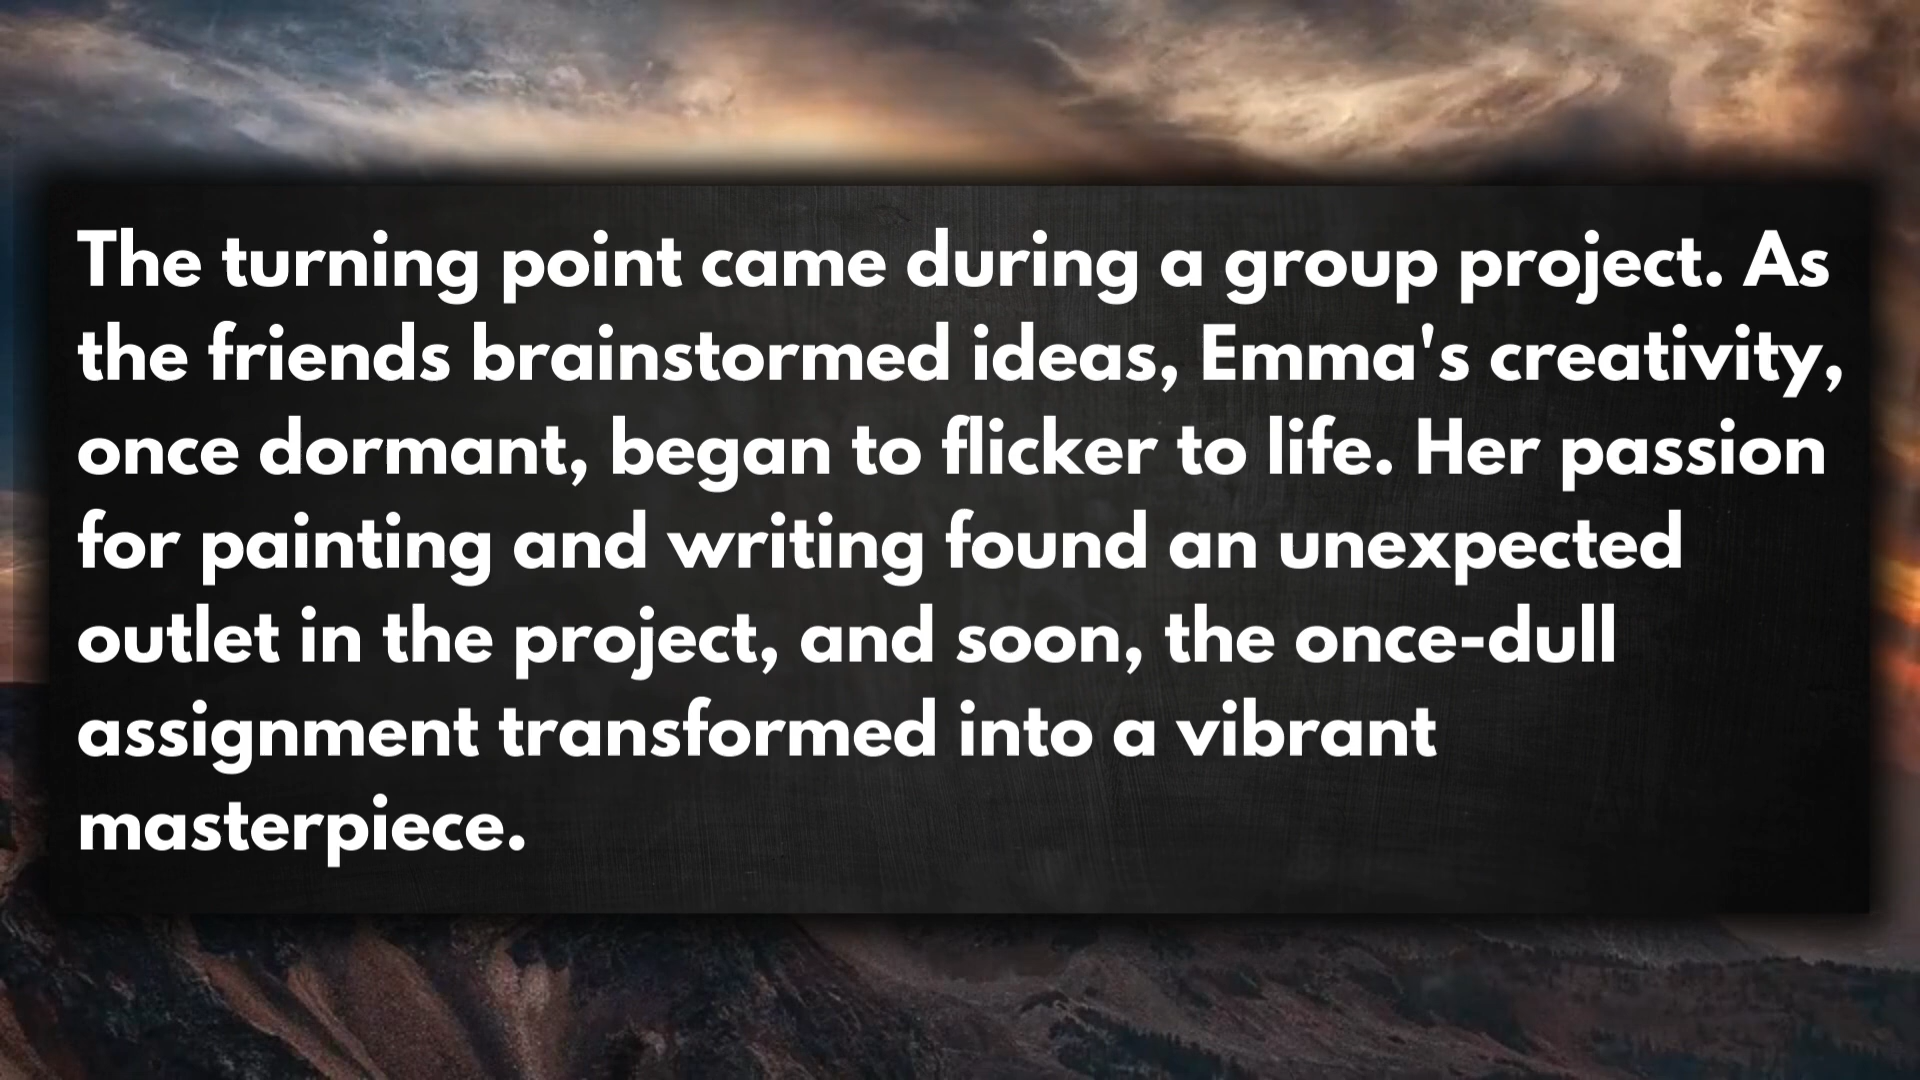 The turning point came during a group project. As
the friends brainstormed ideas, Emma's creativity,
once dormant, began to flicker to life. Her passion
for painting and writing found an unexpected
outlet in the project, and soon, the once-dull
assignment transformed into a vibrant
masterpiece.